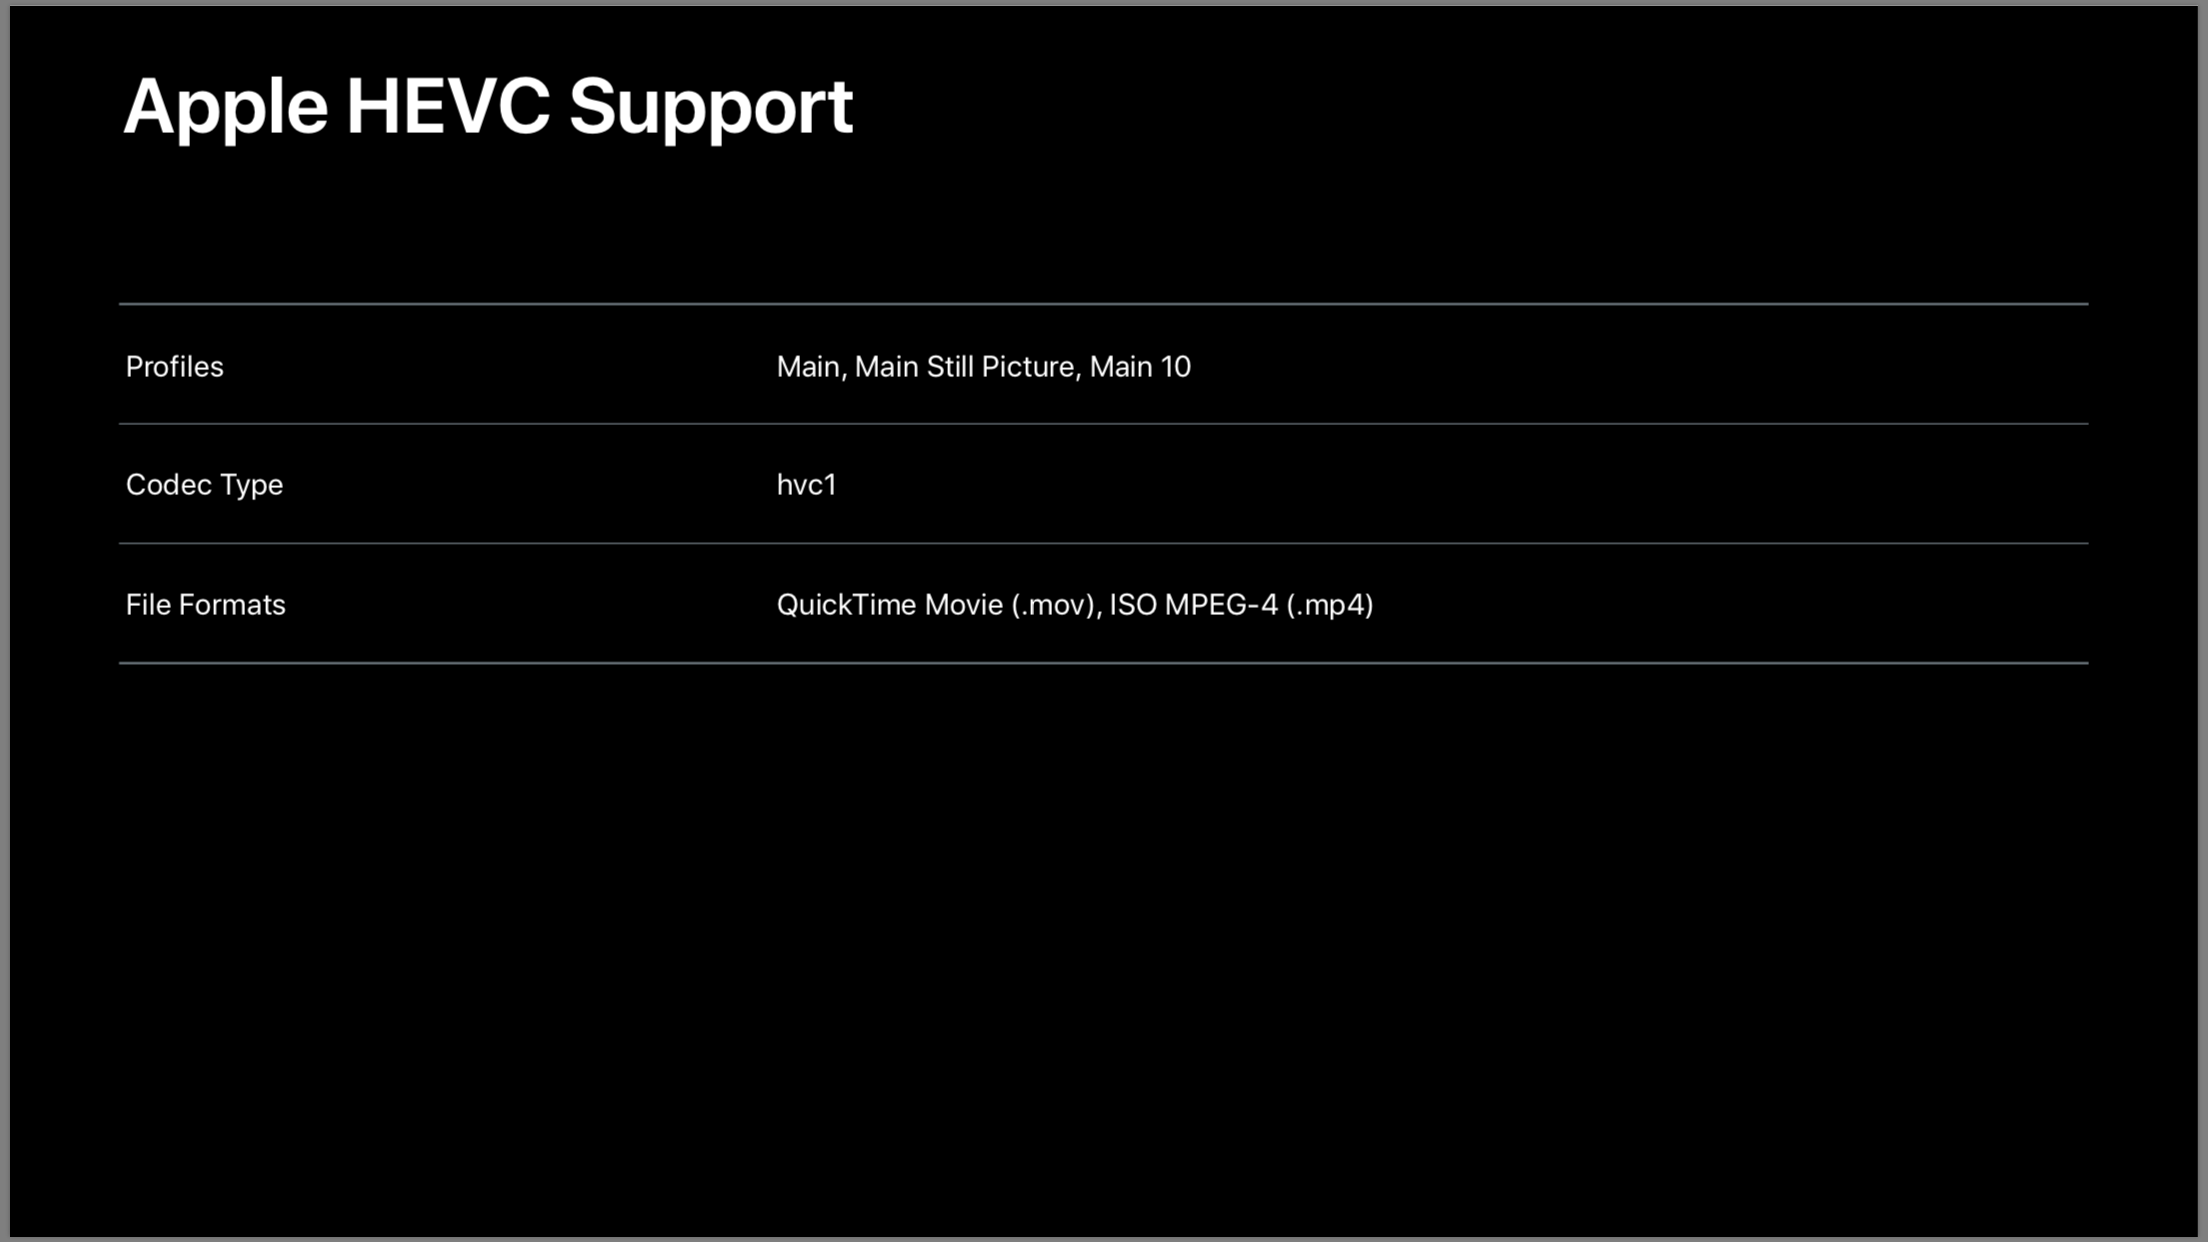 Apple HEVC Support
Profiles Main, Main Still Picture, Main 10
Codec Type hvc1
File Formats QuickTime Movie (.mov), ISO MPEG-4 (.mp4)